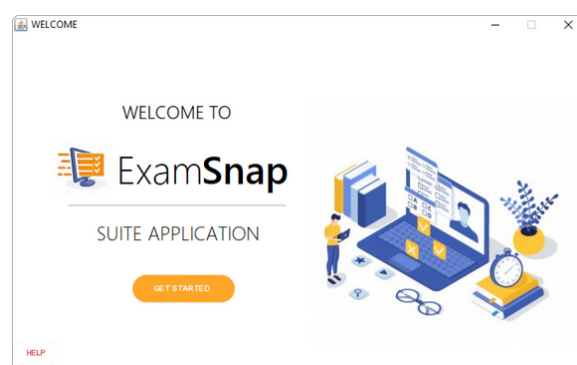 WELCOME
WELCOME TO
ExamSnap
SUITE APPLICATION
GET STARTED
A C
B D
HELP